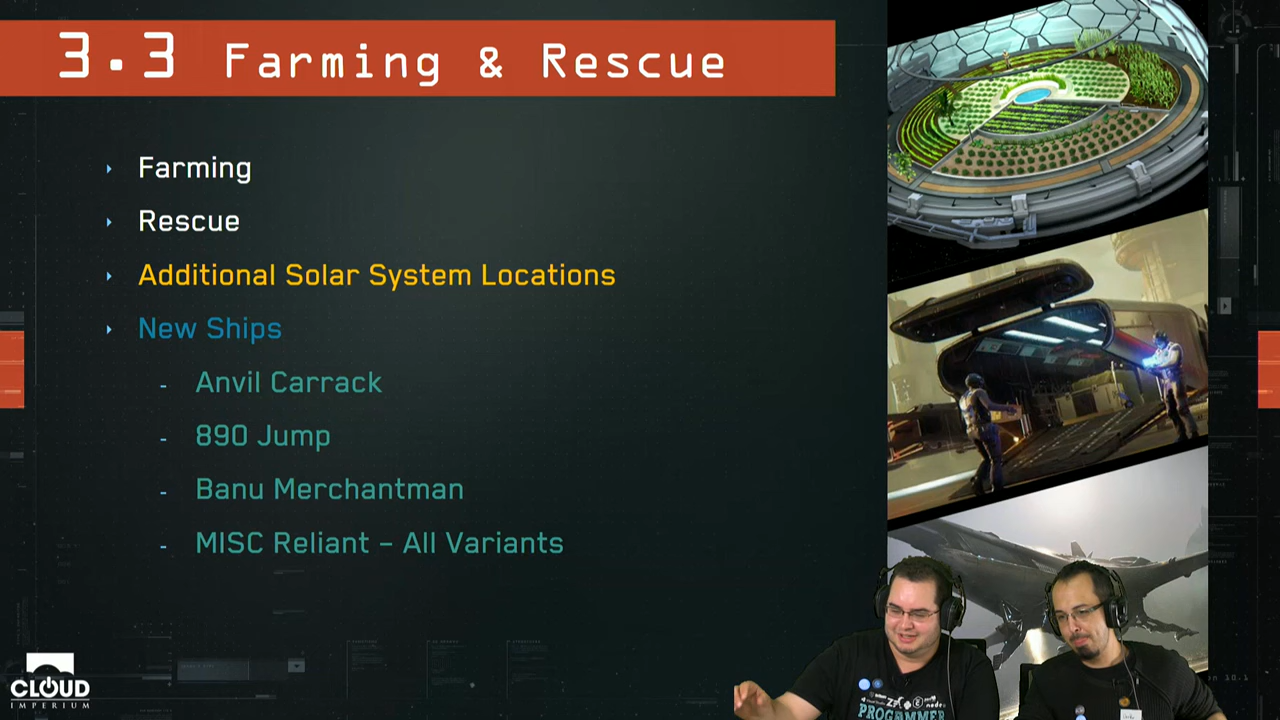 3.3 Farming & Rescue
Farming
Rescue
Additional Solar System Locations
New Ships
- Anvil Carrack
- 890 Jump
- Banu Merchantman
- MISC Reliant – All Variants
CLOUD
IMPERIUM
PROGRAMMER